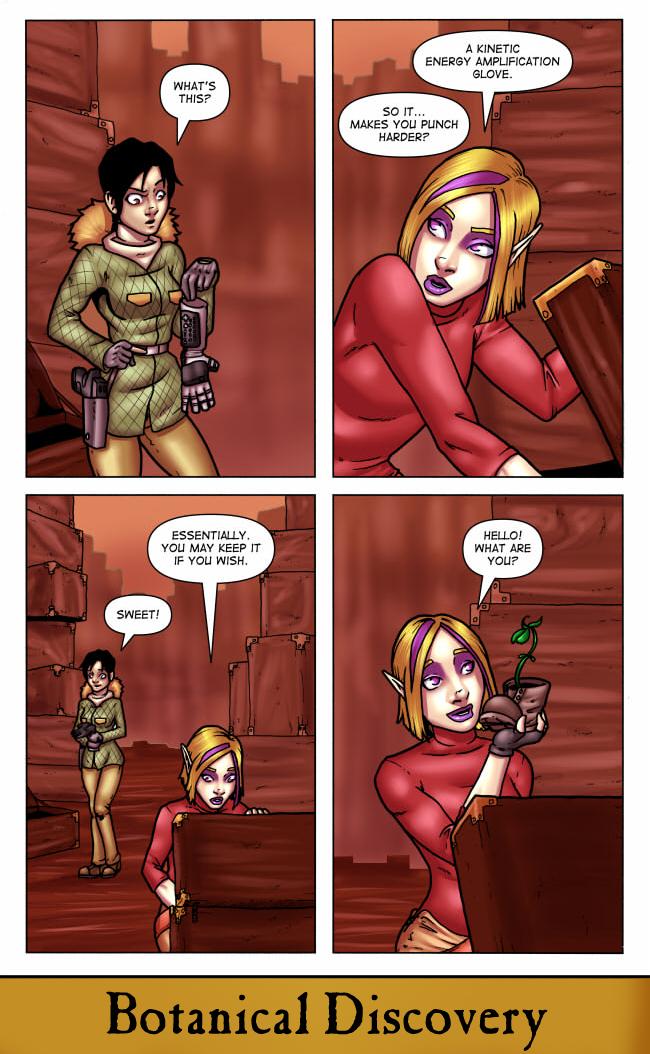 WHAT'S
THIS?
A KINETIC
ENERGY AMPLIFICATION
GLOVE.
SO IT...
MAKES YOU PUNCH
HARDER?
ESSENTIALLY.
YOU MAY KEEP IT
IF YOU WISH.
SWEET!
HELLO!
WHAT ARE
YOU?
Botanical Discovery